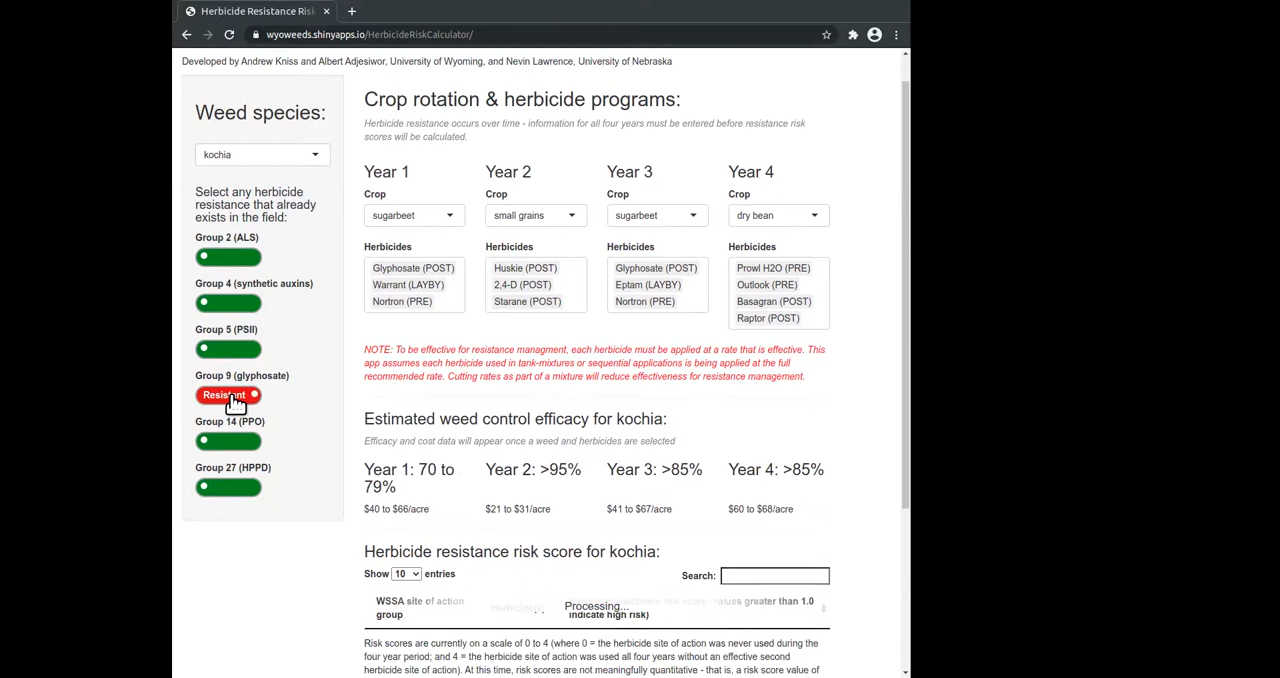 Herbicide Resistance Ris
wyoweeds.shinyapps.io/HerbicideRiskCalculator/
Developed by Andrew Kniss and Albert Adjesiwor, University of Wyoming, and Nevin Lawrence, University of Nebraska
Weed species:
kochia
Select any herbicide
resistance that already
exists in the field:
Group 2 (ALS)
Group 4 (synthetic auxins)
Group 5 (PSII)
Group 9 (glyphosate)
Resistant
Group 14 (PPO)
Group 27 (HPPD)
Crop rotation & herbicide programs:
Herbicide resistance occurs over time - information for all four years must be entered before resistance risk
scores will be calculated.
Year 1
Crop
sugarbeet
Herbicides
Glyphosate (POST)
Warrant (LAYBY)
Nortron (PRE)
Year 2
Crop
small grains
Herbicides
Huskie (POST)
2,4-D (POST)
Starane (POST)
Year 3
Crop
sugarbeet
Herbicides
Glyphosate (POST)
Eptam (LAYBY)
Nortron (PRE)
Year 4
Crop
dry bean
Herbicides
Prowl H2O (PRE)
Outlook (PRE)
Basagran (POST)
Raptor (POST)
NOTE: To be effective for resistance managment, each herbicide must be applied at a rate that is effective. This
app assumes each herbicide used in tank-mixtures or sequential applications is being applied at the full
recommended rate. Cutting rates as part of a mixture will reduce effectiveness for resistance management.
Estimated weed control efficacy for kochia:
Efficacy and cost data will appear once a weed and herbicides are selected
Year 1: 70 to
79%
$40 to $66/acre
Year 2: >95%
$21 to $31/acre
Year 3: >85%
$41 to $67/acre
Year 4: >85%
$60 to $68/acre
Herbicide resistance risk score for kochia:
Show 10 entries
Search:
WSSA site of action
group
Herbicide(s)
Processing...
values greater than 1.0
indicate high risk)
Risk scores are currently on a scale of 0 to 4 (where 0 = the herbicide site of action was never used during the
four year period; and 4 = the herbicide site of action was used all four years without an effective second
herbicide site of action). At this time, risk scores are not meaningfully quantitative - that is, a risk score value of